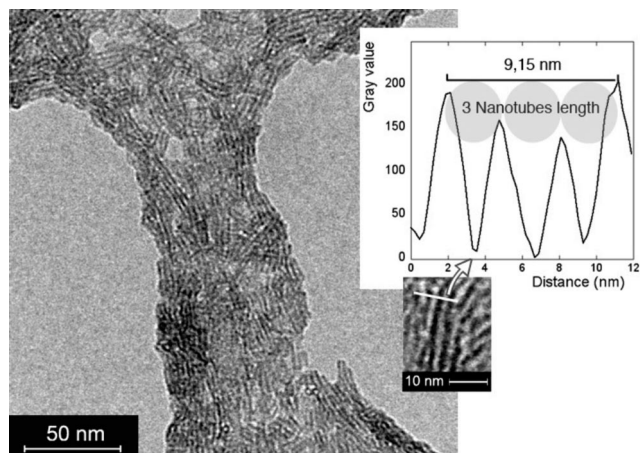 9,15 nm
Gray value
200
150
100
50
0
3 Nanotubes length
0 2 4 6 8 10 12
Distance (nm)
10 nm
50 nm